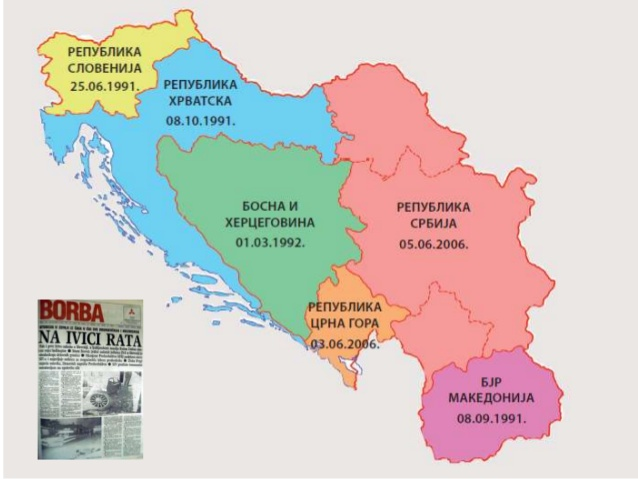 РЕПУБЛИКА
СЛОВЕНИЈА
25.06.1991.
РЕПУБЛИКА
ХРВАТСКА
08.10.1991.
БОСНА И
ХЕРЦЕГОВИНА
01.03.1992.
РЕПУБЛИКА
СРБИЈА
05.06.2006.
РЕПУБЛИКА
ЦРНА ГОРА
03.06.2006.
БЈР
МАКЕДОНИЈА
08.09.1991.
BORBA
NA IVICI RATA